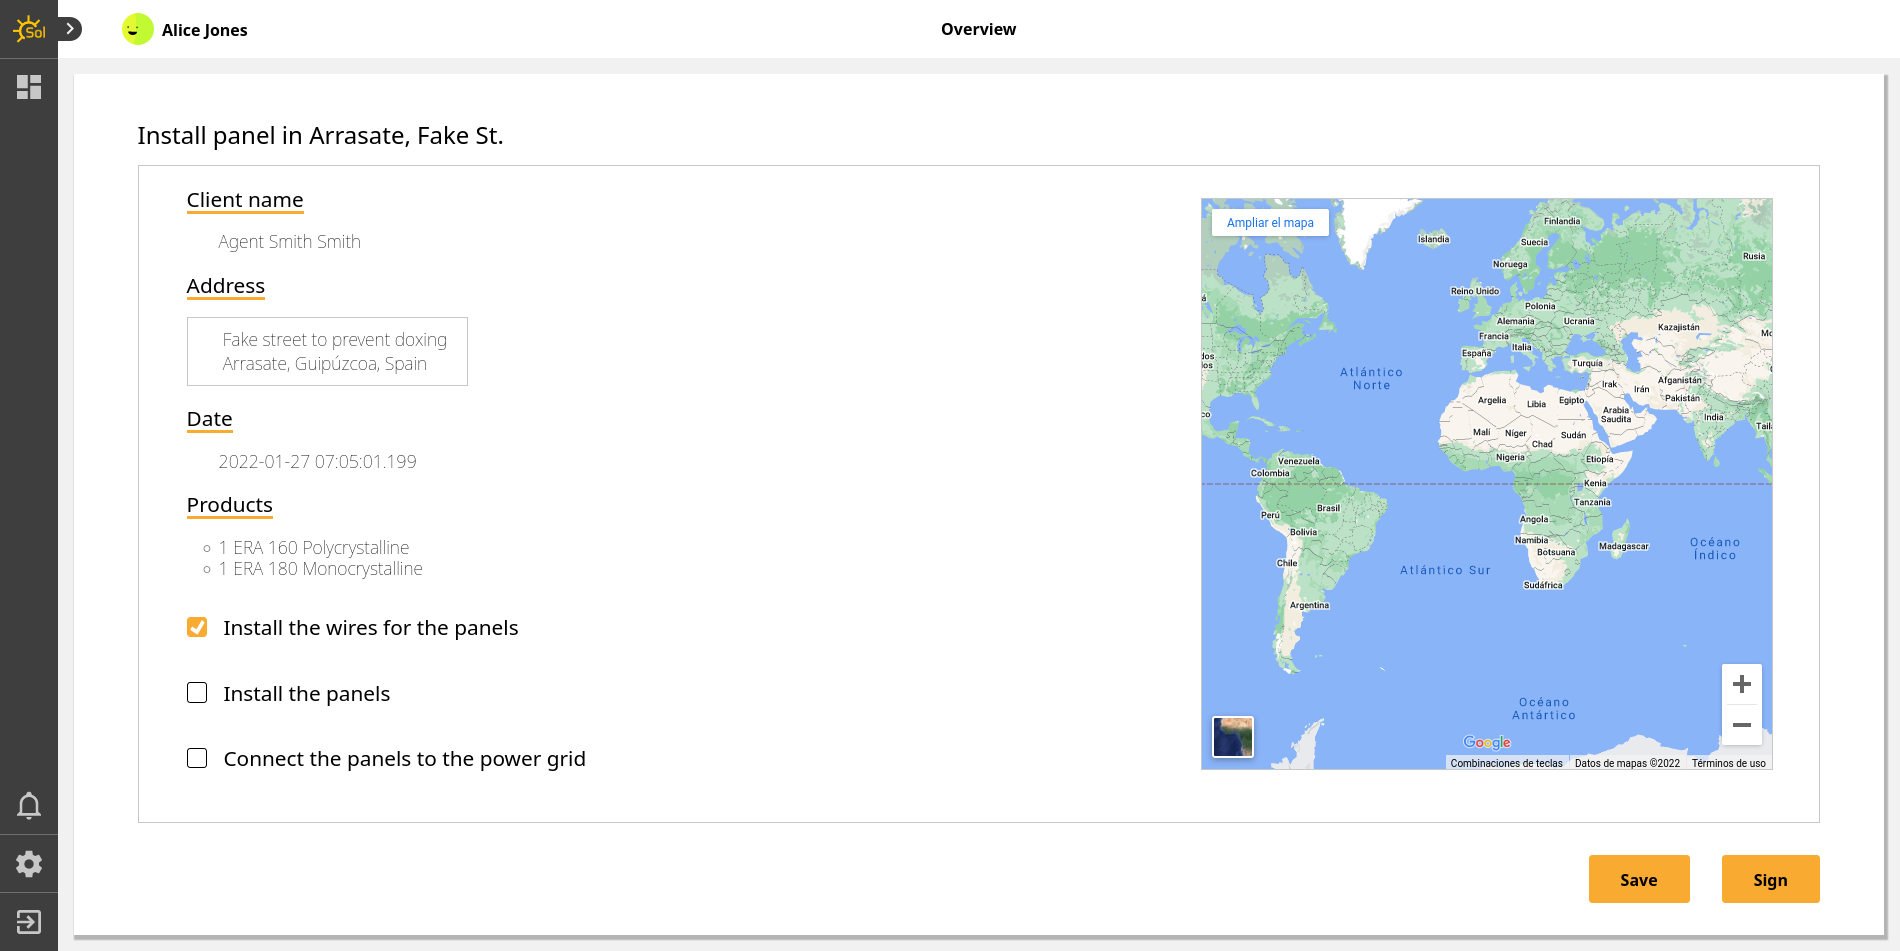 Sol
Alice Jones
Overview
Install panel in Arrasate, Fake St.
Client name
Agent Smith Smith
Address
Fake street to prevent doxing
Arrasate, Guipúzcoa, Spain
Date
2022-01-27 07:05:01.199
Products
1 ERA 160 Polycrystalline
1 ERA 180 Monocrystalline
Install the wires for the panels
Install the panels
Connect the panels to the power grid
Ampliar el mapa
Finlandia
Islandia
Suecia
Rusia
Noruega
Reino Unido
Polonia
Alemania
Ucrania
Kazajistán
Francia
Italia
España
Turquía
Atlántico
Norte
Irak
Irán
Afganistán
Pakistán
Argelia
Libia
Egipto
Arabia
Saudita
India
Malí
Níger
Chad
Sudán
Nigeria
Etiopía
Venezuela
Colombia
Kenia
Tanzania
Perú
Brasil
Angola
Bolivia
Namibia
Botsuana
Madagascar
Océano
Índico
Chile
Atlántico Sur
Sudáfrica
Argentina
Océano
Antártico
Google
Combinaciones de teclas
Datos de mapas ©2022
Términos de uso
Save
Sign